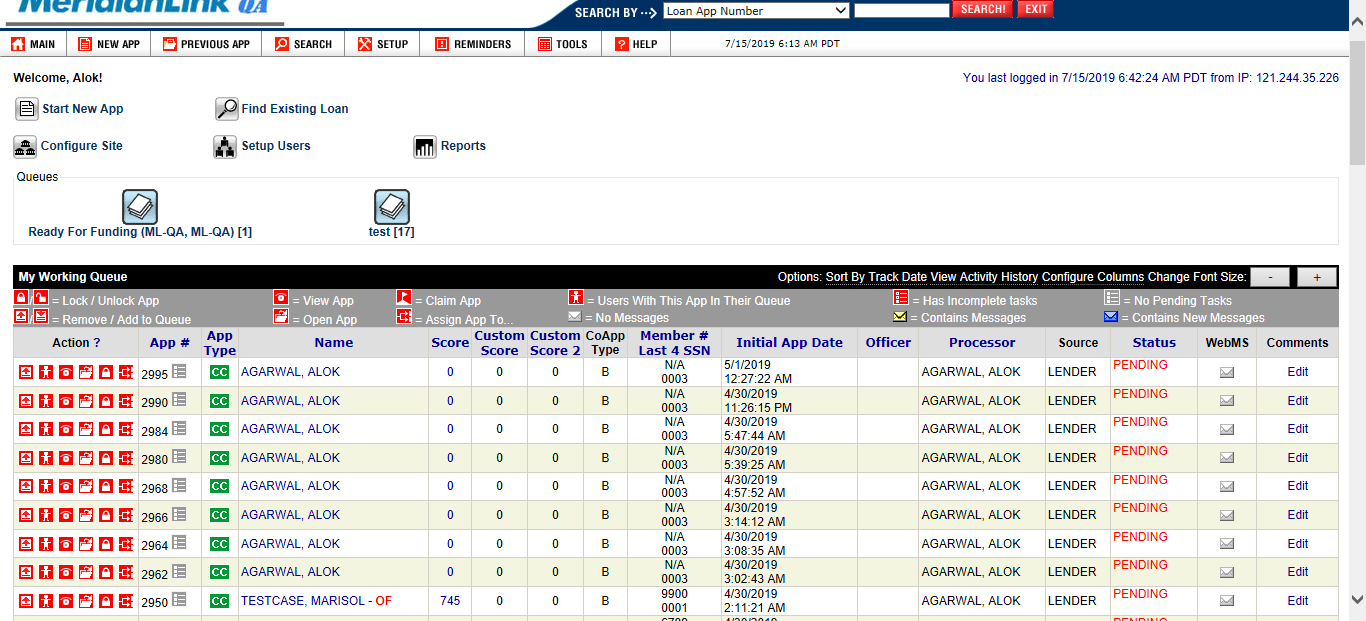 MeridianLink QA
SEARCH BY ··> Loan App Number SEARCH! EXIT
MAIN NEW APP PREVIOUS APP SEARCH SETUP REMINDERS TOOLS HELP 7/15/2019 6:13 AM PDT
Welcome, Alok! You last logged in 7/15/2019 6:42:24 AM PDT from IP: 121.244.35.226
Start New App Find Existing Loan
Configure Site Setup Users Reports
Queues
Ready For Funding (ML-QA, ML-QA) [1] test [17]
My Working Queue Options: Sort By Track Date View Activity History Configure Columns Change Font Size: - +
/ = Lock / Unlock App = View App = Claim App = Users With This App In Their Queue = Has Incomplete tasks = No Pending Tasks
/ = Remove / Add to Queue = Open App = Assign App To... = No Messages = Contains Messages = Contains New Messages
Action ? App # App Type Name Score Custom Score Custom Score 2 CoApp Type Member # Last 4 SSN Initial App Date Officer Processor Source Status WebMS Comments
2995 CC AGARWAL, ALOK 0 0 0 B N/A 0003 5/1/2019 12:27:22 AM AGARWAL, ALOK LENDER PENDING Edit
2990 CC AGARWAL, ALOK 0 0 0 B N/A 0003 4/30/2019 11:26:15 PM AGARWAL, ALOK LENDER PENDING Edit
2984 CC AGARWAL, ALOK 0 0 0 B N/A 0003 4/30/2019 5:47:44 AM AGARWAL, ALOK LENDER PENDING Edit
2980 CC AGARWAL, ALOK 0 0 0 B N/A 0003 4/30/2019 5:39:25 AM AGARWAL, ALOK LENDER PENDING Edit
2968 CC AGARWAL, ALOK 0 0 0 B N/A 0003 4/30/2019 4:57:52 AM AGARWAL, ALOK LENDER PENDING Edit
2966 CC AGARWAL, ALOK 0 0 0 B N/A 0003 4/30/2019 3:14:12 AM AGARWAL, ALOK LENDER PENDING Edit
2964 CC AGARWAL, ALOK 0 0 0 B N/A 0003 4/30/2019 3:08:35 AM AGARWAL, ALOK LENDER PENDING Edit
2962 CC AGARWAL, ALOK 0 0 0 B N/A 0003 4/30/2019 3:02:43 AM AGARWAL, ALOK LENDER PENDING Edit
2950 CC TESTCASE, MARISOL - OF 745 0 0 B 9900 0001 4/30/2019 2:11:21 AM AGARWAL, ALOK LENDER PENDING Edit
4/30/2019 PENDING